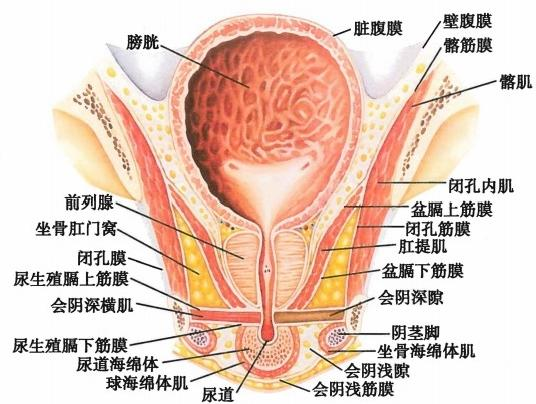 膀胱
前列腺
坐骨肛门窝
闭孔膜
尿生殖膈上筋膜
会阴深横肌
尿生殖膈下筋膜
尿道海绵体
球海绵体肌
尿道
脏腹膜
壁腹膜
髂筋膜
髂肌
闭孔内肌
盆膈上筋膜
闭孔筋膜
肛提肌
盆膈下筋膜
会阴深隙
阴茎脚
坐骨海绵体肌
会阴浅隙
会阴浅筋膜